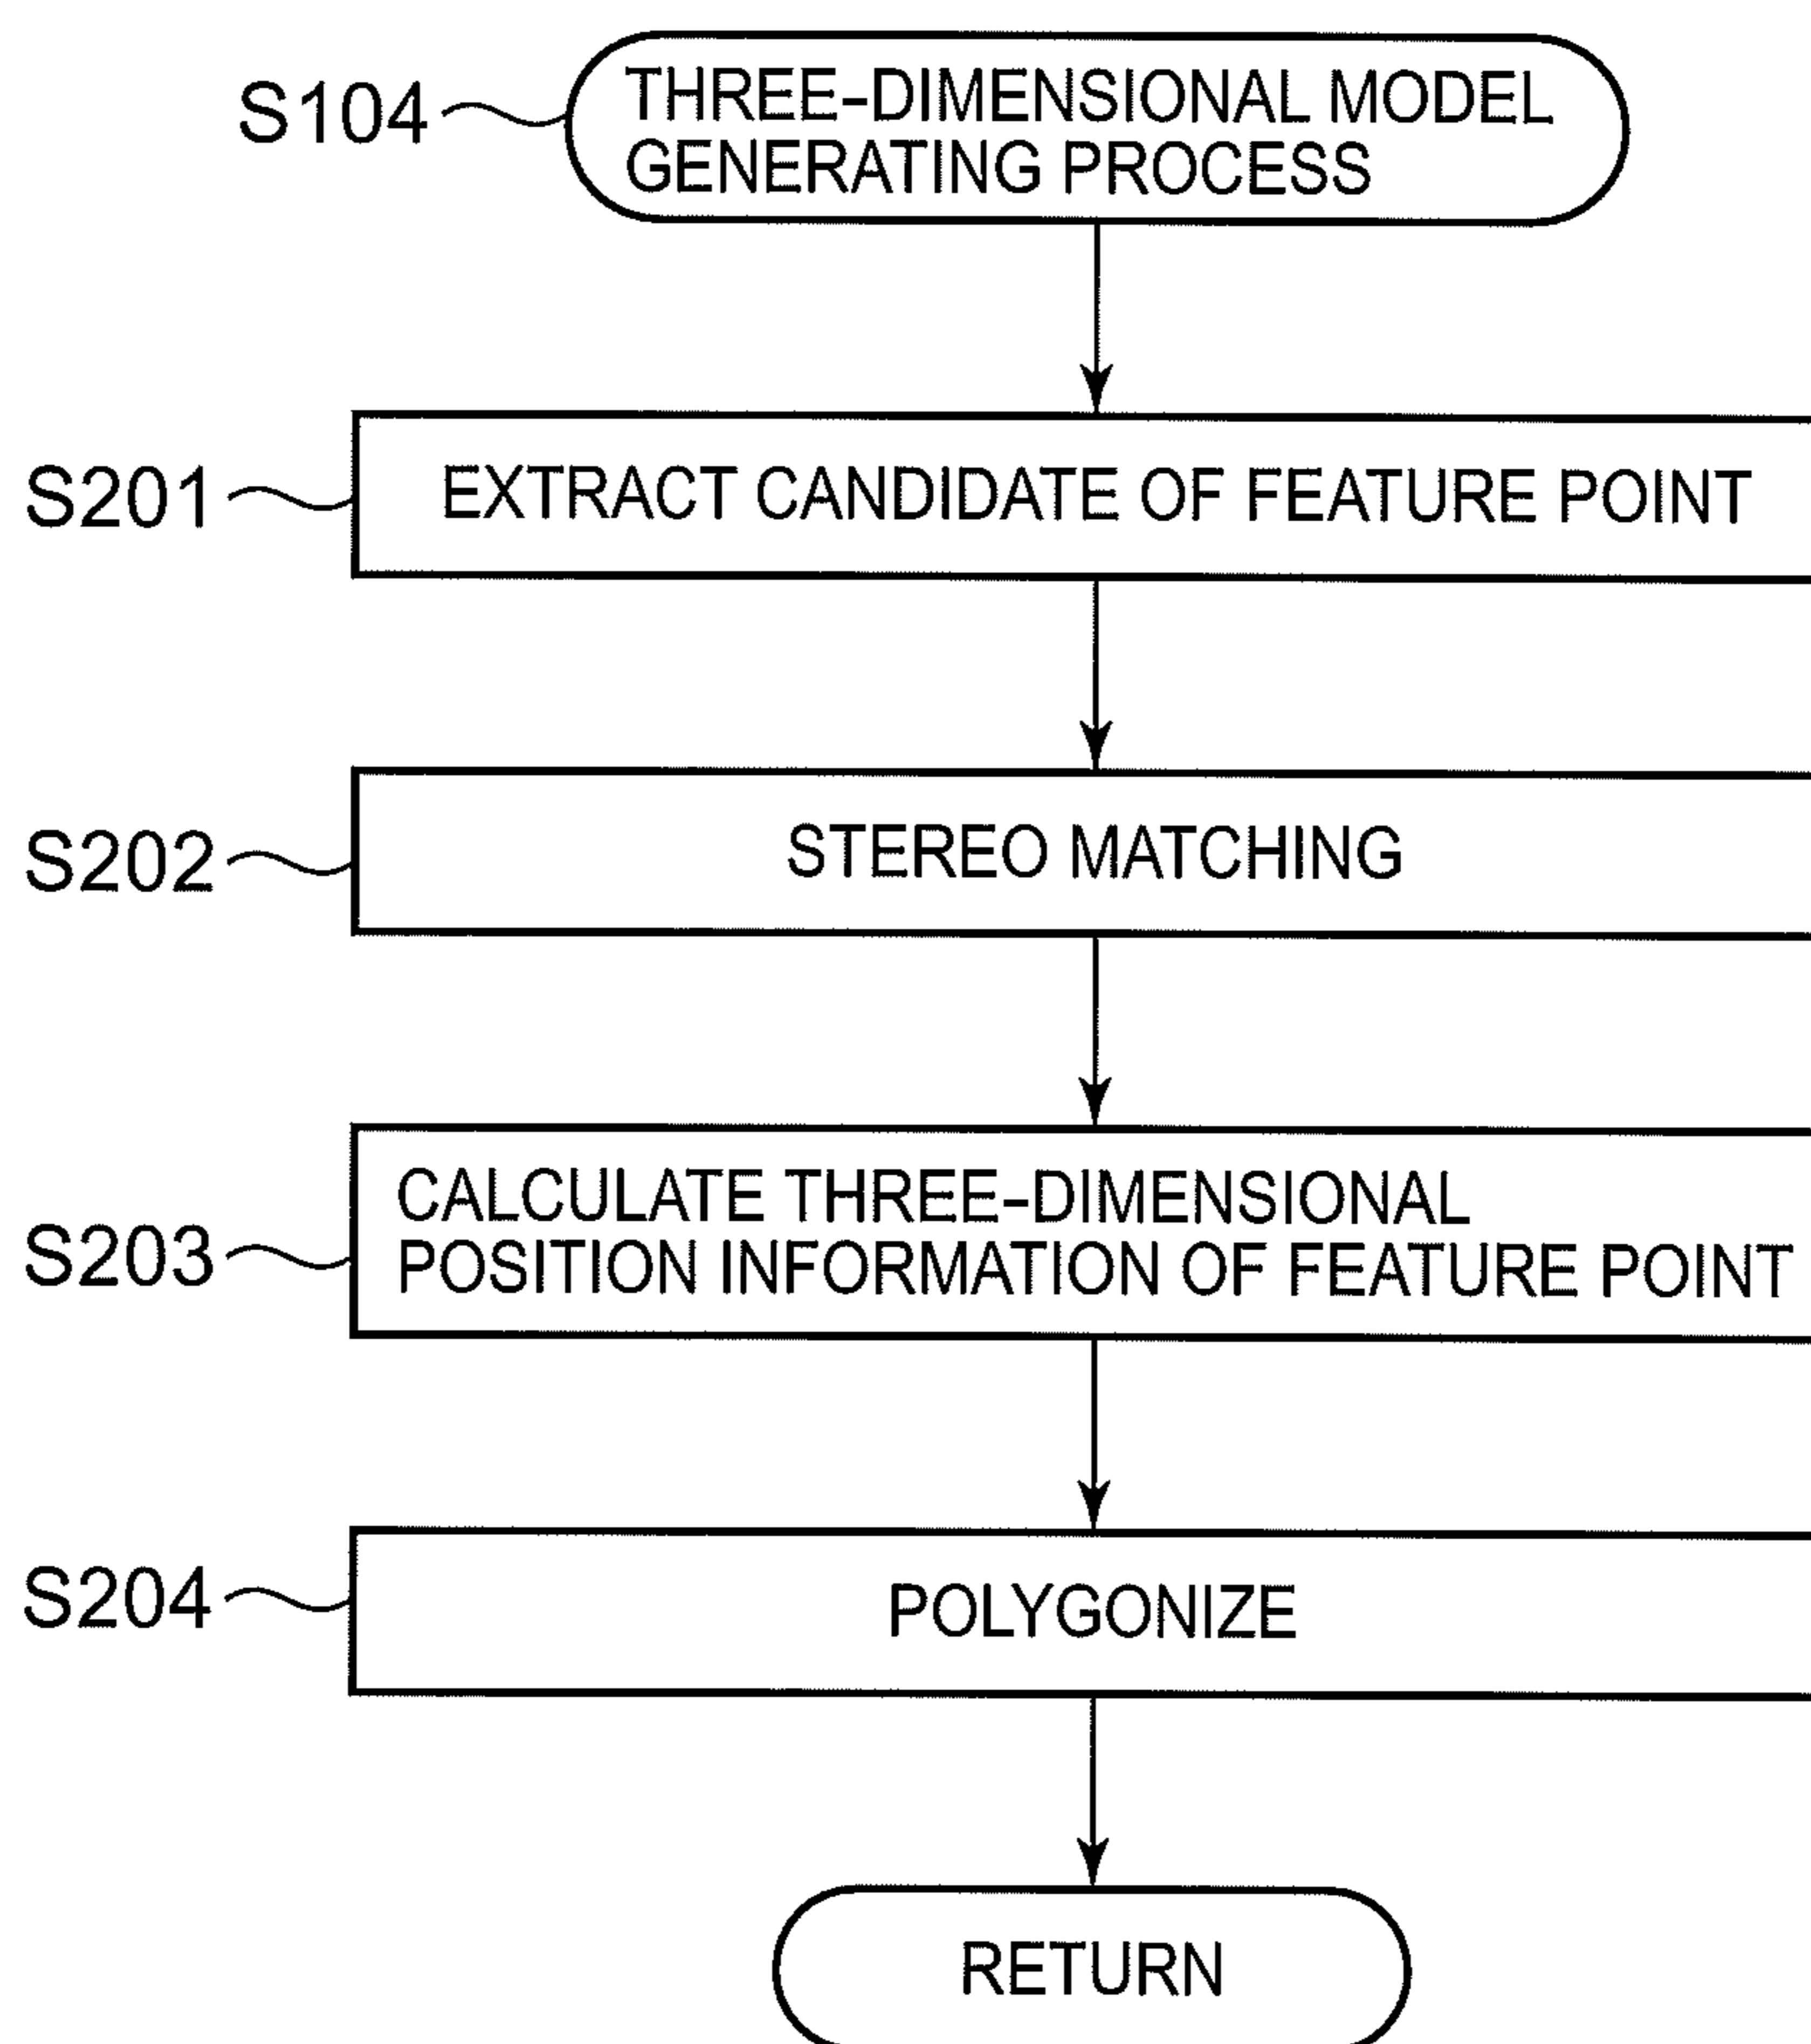 S104
THREE-DIMENSIONAL MODEL
GENERATING PROCESS
S201
EXTRACT CANDIDATE OF FEATURE POINT
S202
STEREO MATCHING
S203
CALCULATE THREE-DIMENSIONAL
POSITION INFORMATION OF FEATURE POINT
S204
POLYGONIZE
RETURN